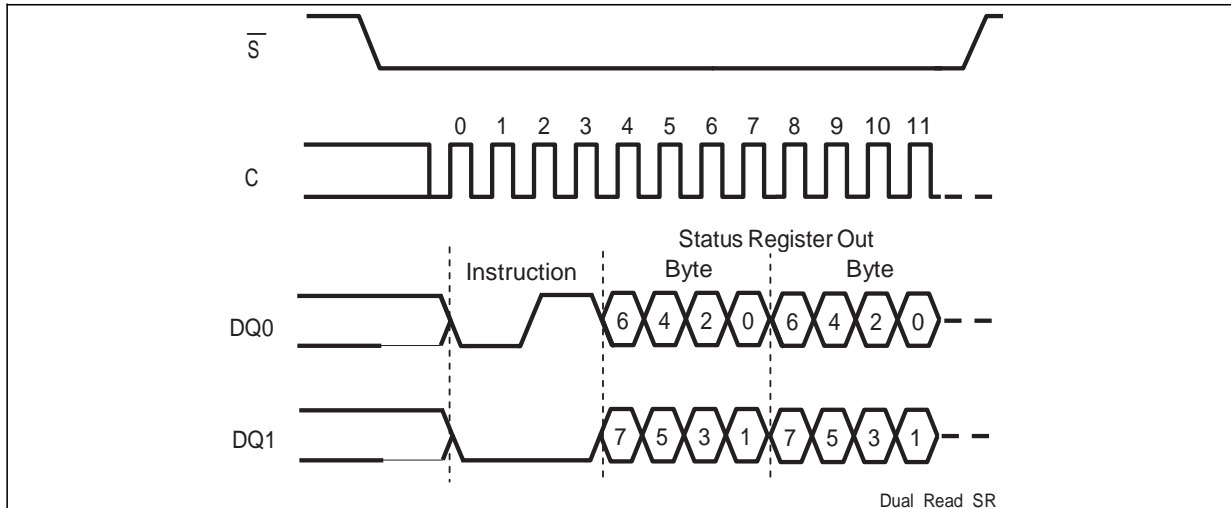 S
0 1 2 3 4 5 6 7 8 9 10 11
C
Status Register Out
Instruction Byte Byte
DQ0 6 4 2 0 6 4 2 0
DQ1 7 5 3 1 7 5 3 1
Dual Read SR